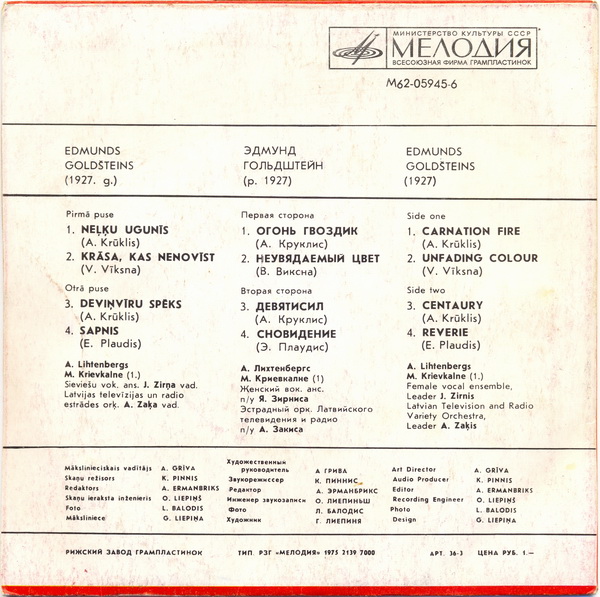 МИНИСТЕРСТВО КУЛЬТУРЫ СССР
МЕЛОДИЯ
ВСЕСОЮЗНАЯ ФИРМА ГРАМПЛАСТИНОК
М62-05945-6
EDMUNDS
GOLDŠTEINS
(1927. g.)
Pirmā puse
1. NEĻĶU UGUNĪS
(A. Krūklis)
2. KRĀSA, KAS NENOVĪST
(V. Vīksna)
Otrā puse
3. DEVIŅVĪRU SPĒKS
(A. Krūklis)
4. SAPNIS
(E. Plaudis)
A. Lihtenbergs
M. Krievkalne (1.)
Sieviešu vok. ans. J. Zirņa vad.
Latvijas televīzijas un radio
estrādes orķ. A. Zaķa vad.
ЭДМУНД
ГОЛЬДШТЕЙН
(р. 1927)
Первая сторона
1. ОГОНЬ ГВОЗДИК
(А. Круклис)
2. НЕУВЯДАЕМЫЙ ЦВЕТ
(В. Виксна)
Вторая сторона
3. ДЕВЯТИСИЛ
(А. Круклис)
4. СНОВИДЕНИЕ
(Э. Плаудис)
А. Лихтенбергс
М. Криевкалне (1)
Женский вок. анс.
п/у Я. Зирниса
Эстрадный орк. Латвийского
телевидения и радио
п/у А. Закиса
EDMUNDS
GOLDŠTEINS
(1927)
Side one
1. CARNATION FIRE
(A. Krūklis)
2. UNFADING COLOUR
(V. Vīksna)
Side two
3. CENTAURY
(A. Krūklis)
4. REVERIE
(E. Plaudis)
A. Lihtenbergs
M. Krievkalne (1.)
Female vocal ensemble,
Leader J. Zirnis
Latvian Television and Radio
Variety Orchestra,
Leader A. Zaķis
Mākslinieciskais vadītājs A. GRĪVA
Skaņu režisors K. PINNIS
Redaktors A. ERMANBRIKS
Skaņu ieraksta inženieris O. LIEPIŅŠ
Foto L. BALODIS
Māksliniece G. LIEPIŅA
Художественный
руководитель А ГРИВА
Звукорежиссер К. ПИННИС
Редактор А. ЭРМАНБРИКС
Инженер звукозаписи О. ЛИЕПИНЬШ
Фото Л. БАЛОДИС
Художник Г. ЛИЕПИНЯ
Art Director A. GRĪVA
Audio Producer K. PINNIS
Editor A. ERMANBRIKS
Recording Engineer O. LIEPIŅŠ
Photo L. BALODIS
Design G. LIEPIŅA
РИЖСКИЙ ЗАВОД ГРАМПЛАСТИНОК ТИП. РЗГ «МЕЛОДИЯ» 1975 2139 7000 АРТ. 36-3 ЦЕНА РУБ. 1.—